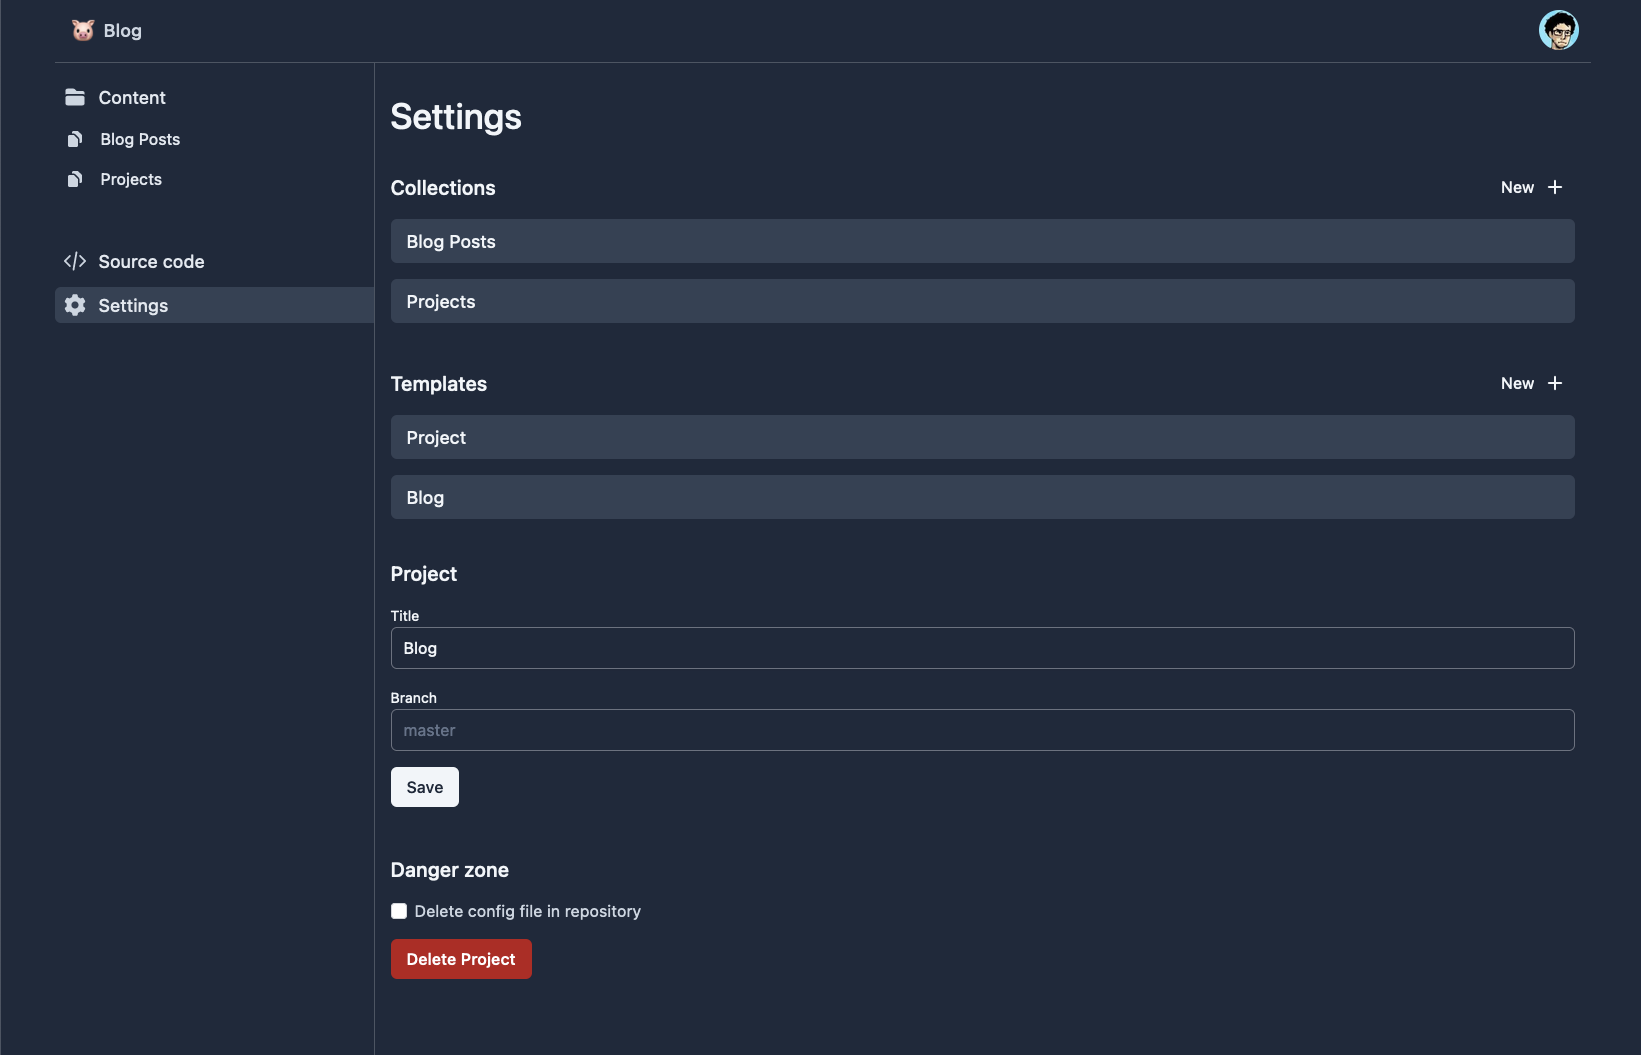 Blog
Content
Blog Posts
Projects
Source code
Settings
Settings
Collections
New
Blog Posts
Projects
Templates
New
Project
Blog
Project
Title
Blog
Branch
master
Save
Danger zone
Delete config file in repository
Delete Project